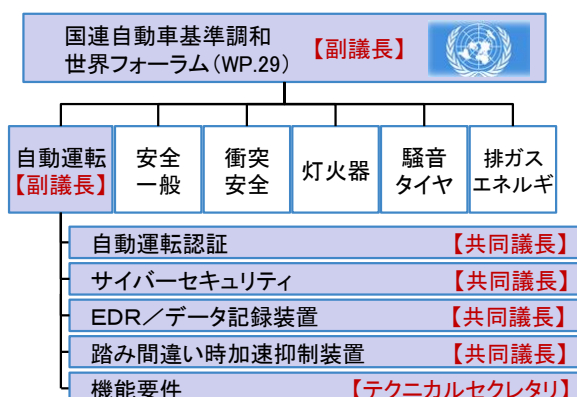 国連自動車基準調和 【副議長】
世界フォーラム(WP.29)
自動運転
【副議長】
安全
一般
衝突
安全
灯火器
騒音
タイヤ
排ガス
エネルギ
自動運転認証 【共同議長】
サイバーセキュリティ 【共同議長】
EDR/データ記録装置 【共同議長】
踏み間違い時加速抑制装置 【共同議長】
機能要件 【テクニカルセクレタリ】